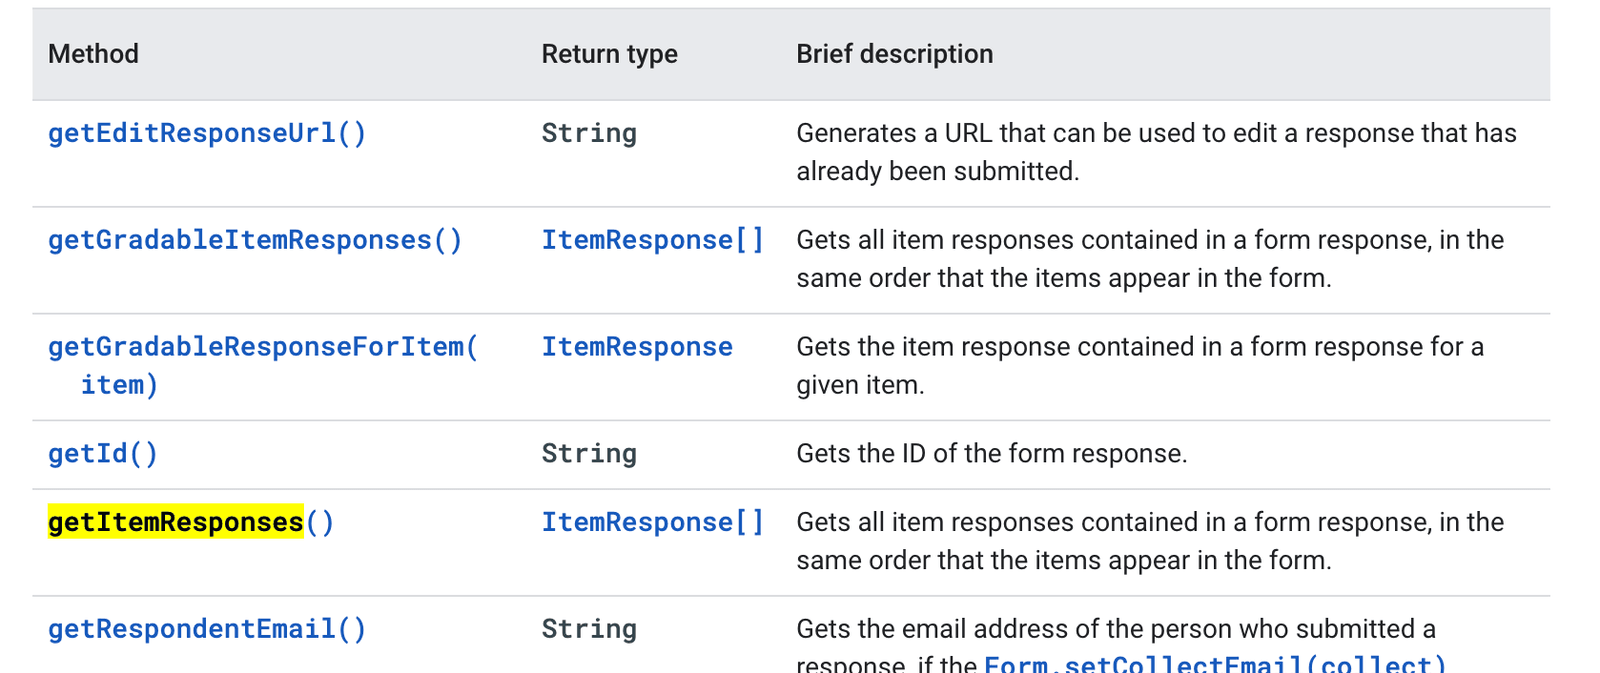 Method Return type Brief description
getEditResponseUrl() String Generates a URL that can be used to edit a response that has
already been submitted.
getGradableItemResponses() ItemResponse[] Gets all item responses contained in a form response, in the
same order that the items appear in the form.
getGradableResponseForItem( ItemResponse Gets the item response contained in a form response for a
item) given item.
getId() String Gets the ID of the form response.
getItemResponses() ItemResponse[] Gets all item responses contained in a form response, in the
same order that the items appear in the form.
getRespondentEmail() String Gets the email address of the person who submitted a
response, if the Form.setCollectEmail(collect)